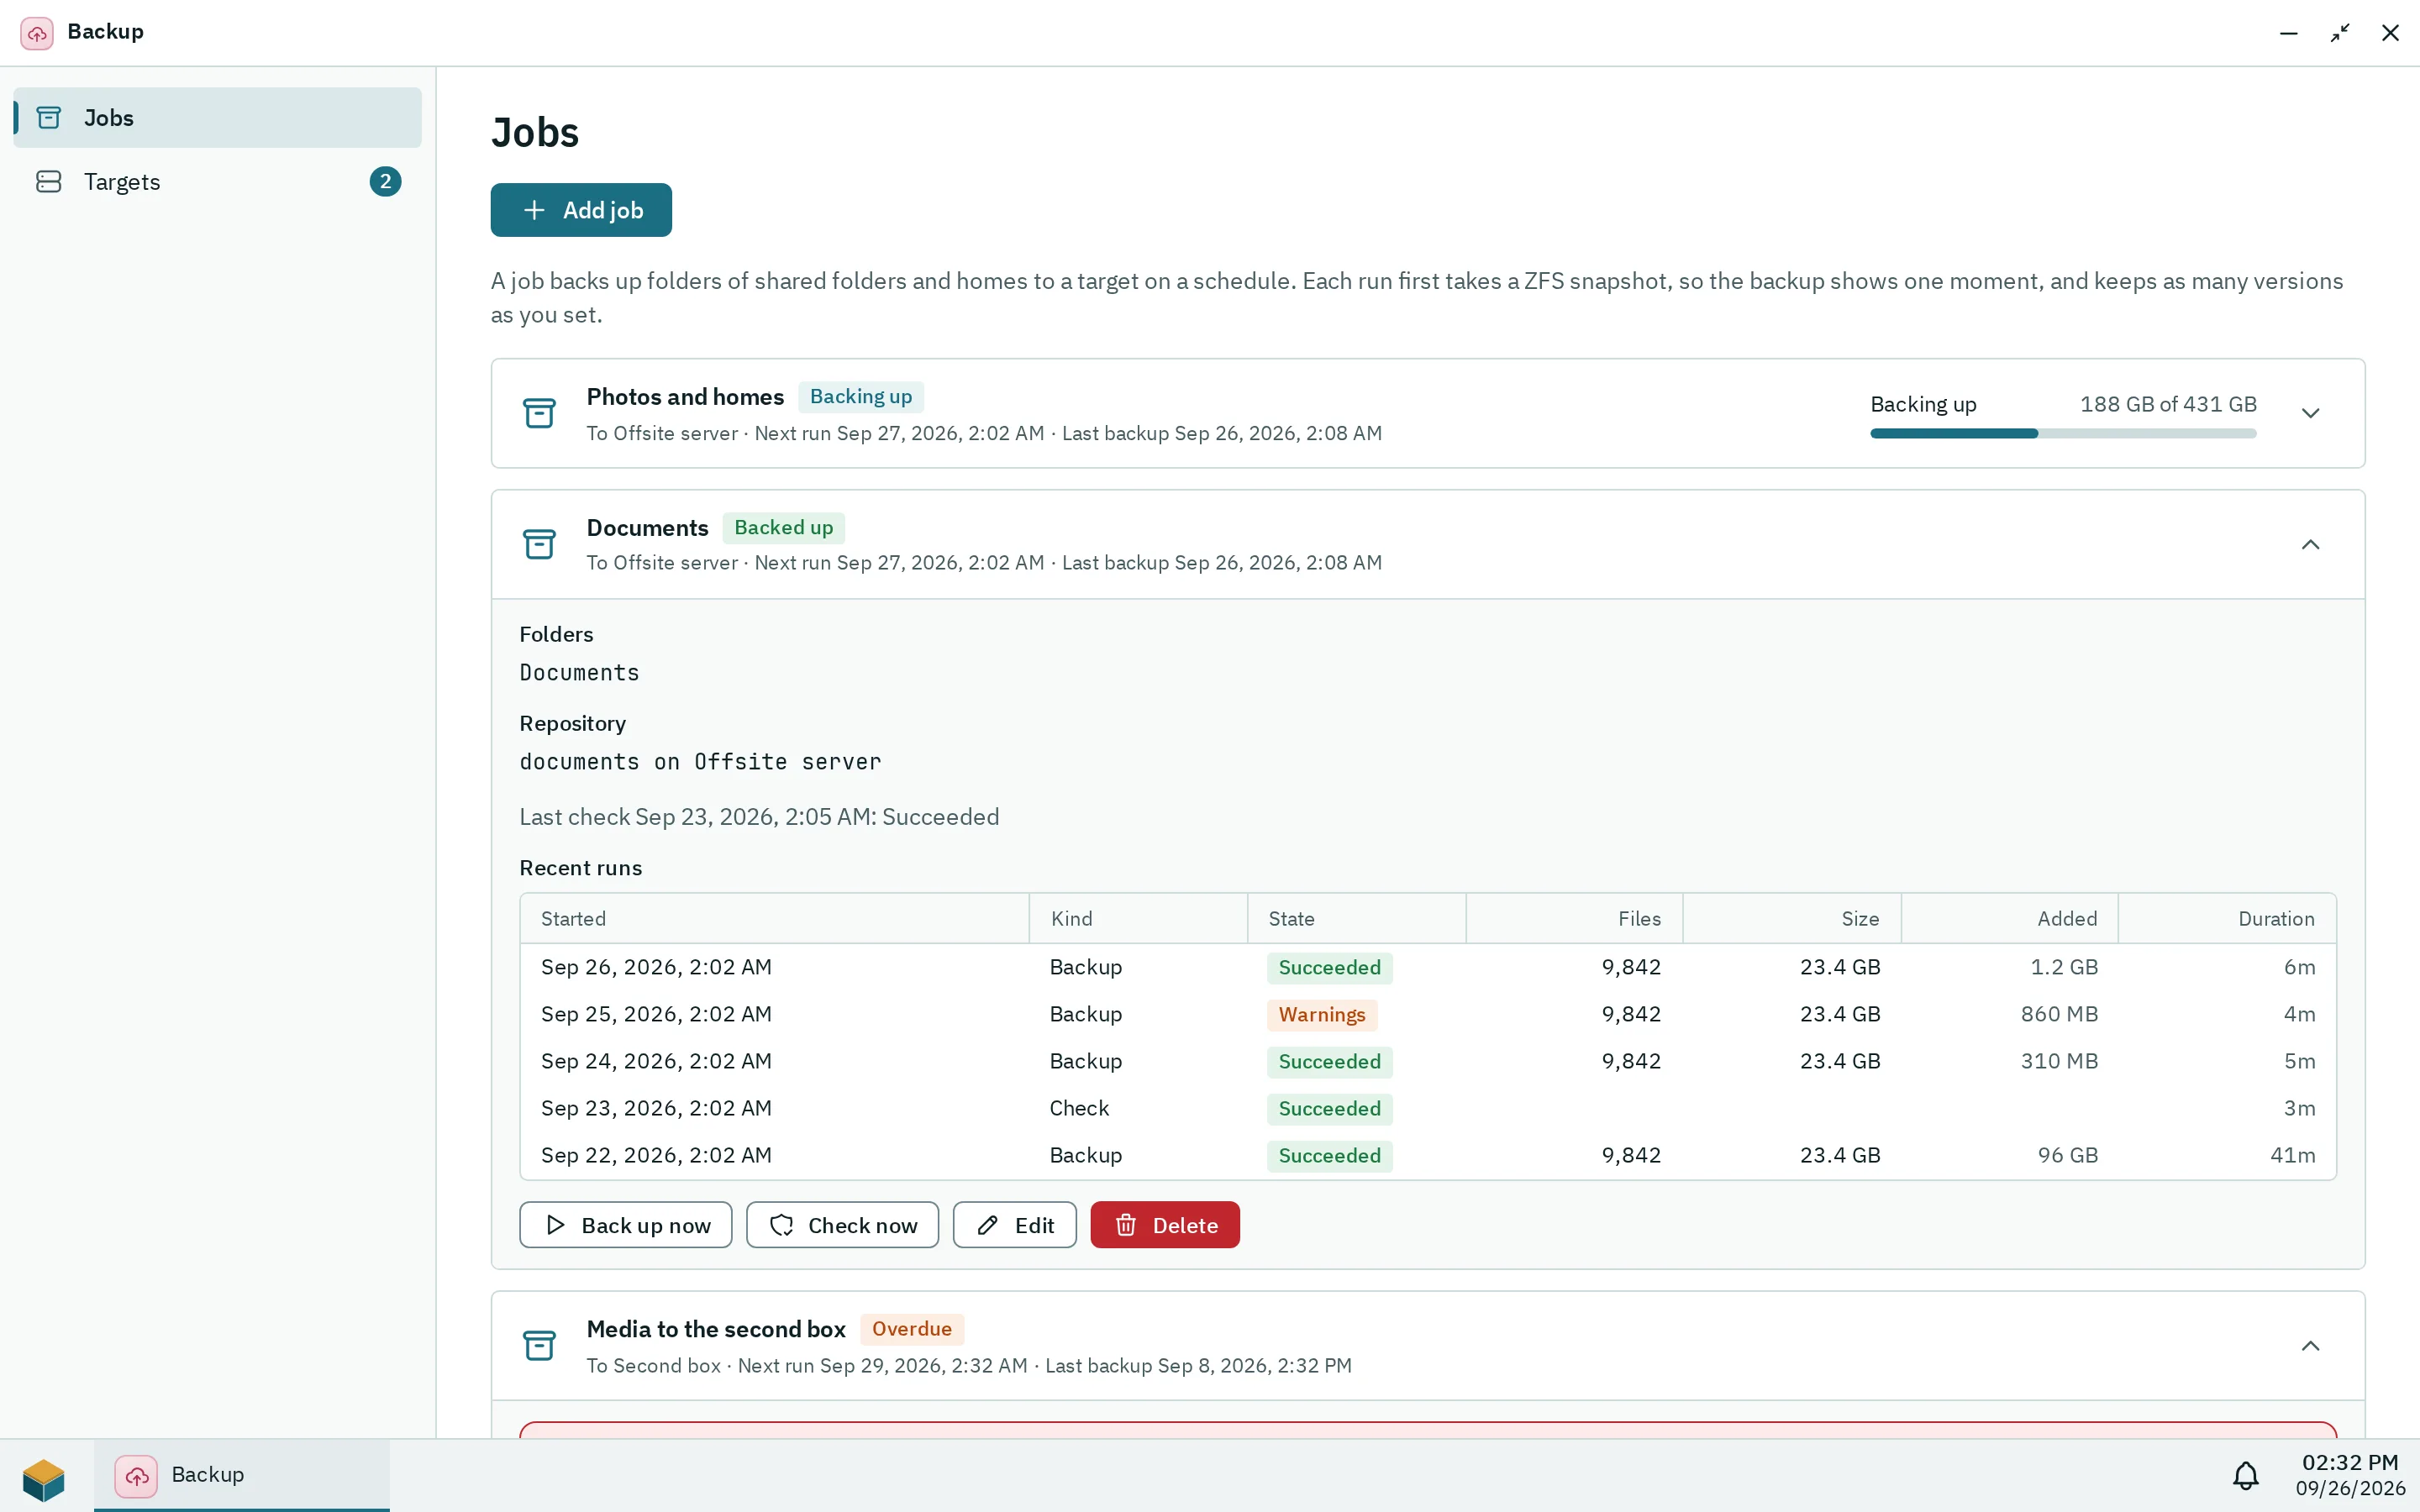 Backup
Jobs
Targets 2
Jobs
Add job
A job backs up folders of shared folders and homes to a target on a schedule. Each run first takes a ZFS snapshot, so the backup shows one moment, and keeps as many versions
as you set.
Photos and homes Backing up
To Offsite server · Next run Sep 27, 2026, 2:02 AM · Last backup Sep 26, 2026, 2:08 AM
Backing up 188 GB of 431 GB
Documents Backed up
To Offsite server · Next run Sep 27, 2026, 2:02 AM · Last backup Sep 26, 2026, 2:08 AM
Folders
Documents
Repository
documents on Offsite server
Last check Sep 23, 2026, 2:05 AM: Succeeded
Recent runs
Started Kind State Files Size Added Duration
Sep 26, 2026, 2:02 AM Backup Succeeded 9,842 23.4 GB 1.2 GB 6m
Sep 25, 2026, 2:02 AM Backup Warnings 9,842 23.4 GB 860 MB 4m
Sep 24, 2026, 2:02 AM Backup Succeeded 9,842 23.4 GB 310 MB 5m
Sep 23, 2026, 2:02 AM Check Succeeded 3m
Sep 22, 2026, 2:02 AM Backup Succeeded 9,842 23.4 GB 96 GB 41m
Back up now Check now Edit Delete
Media to the second box Overdue
To Second box · Next run Sep 29, 2026, 2:32 AM · Last backup Sep 8, 2026, 2:32 PM
Backup
02:32 PM
09/26/2026